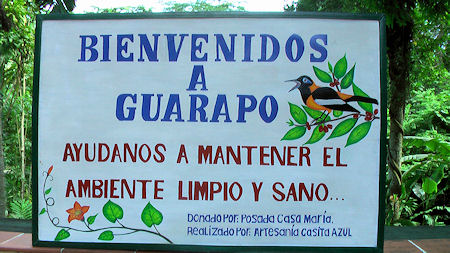 BIENVENIDOS
A
GUARAPO
AYUDANOS A MANTENER EL
AMBIENTE LIMPIO Y SANO...
Donado Por: Posada Casa María.
Realizado Por: Artesanía Casita Azul